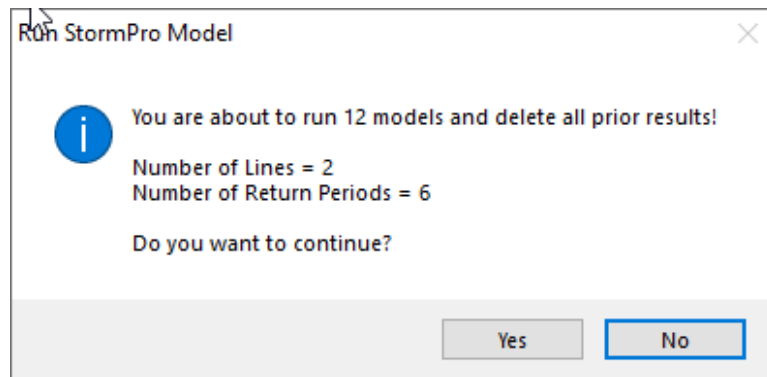 Run StormPro Model
You are about to run 12 models and delete all prior results!
Number of Lines = 2
Number of Return Periods = 6
Do you want to continue?
Yes
No